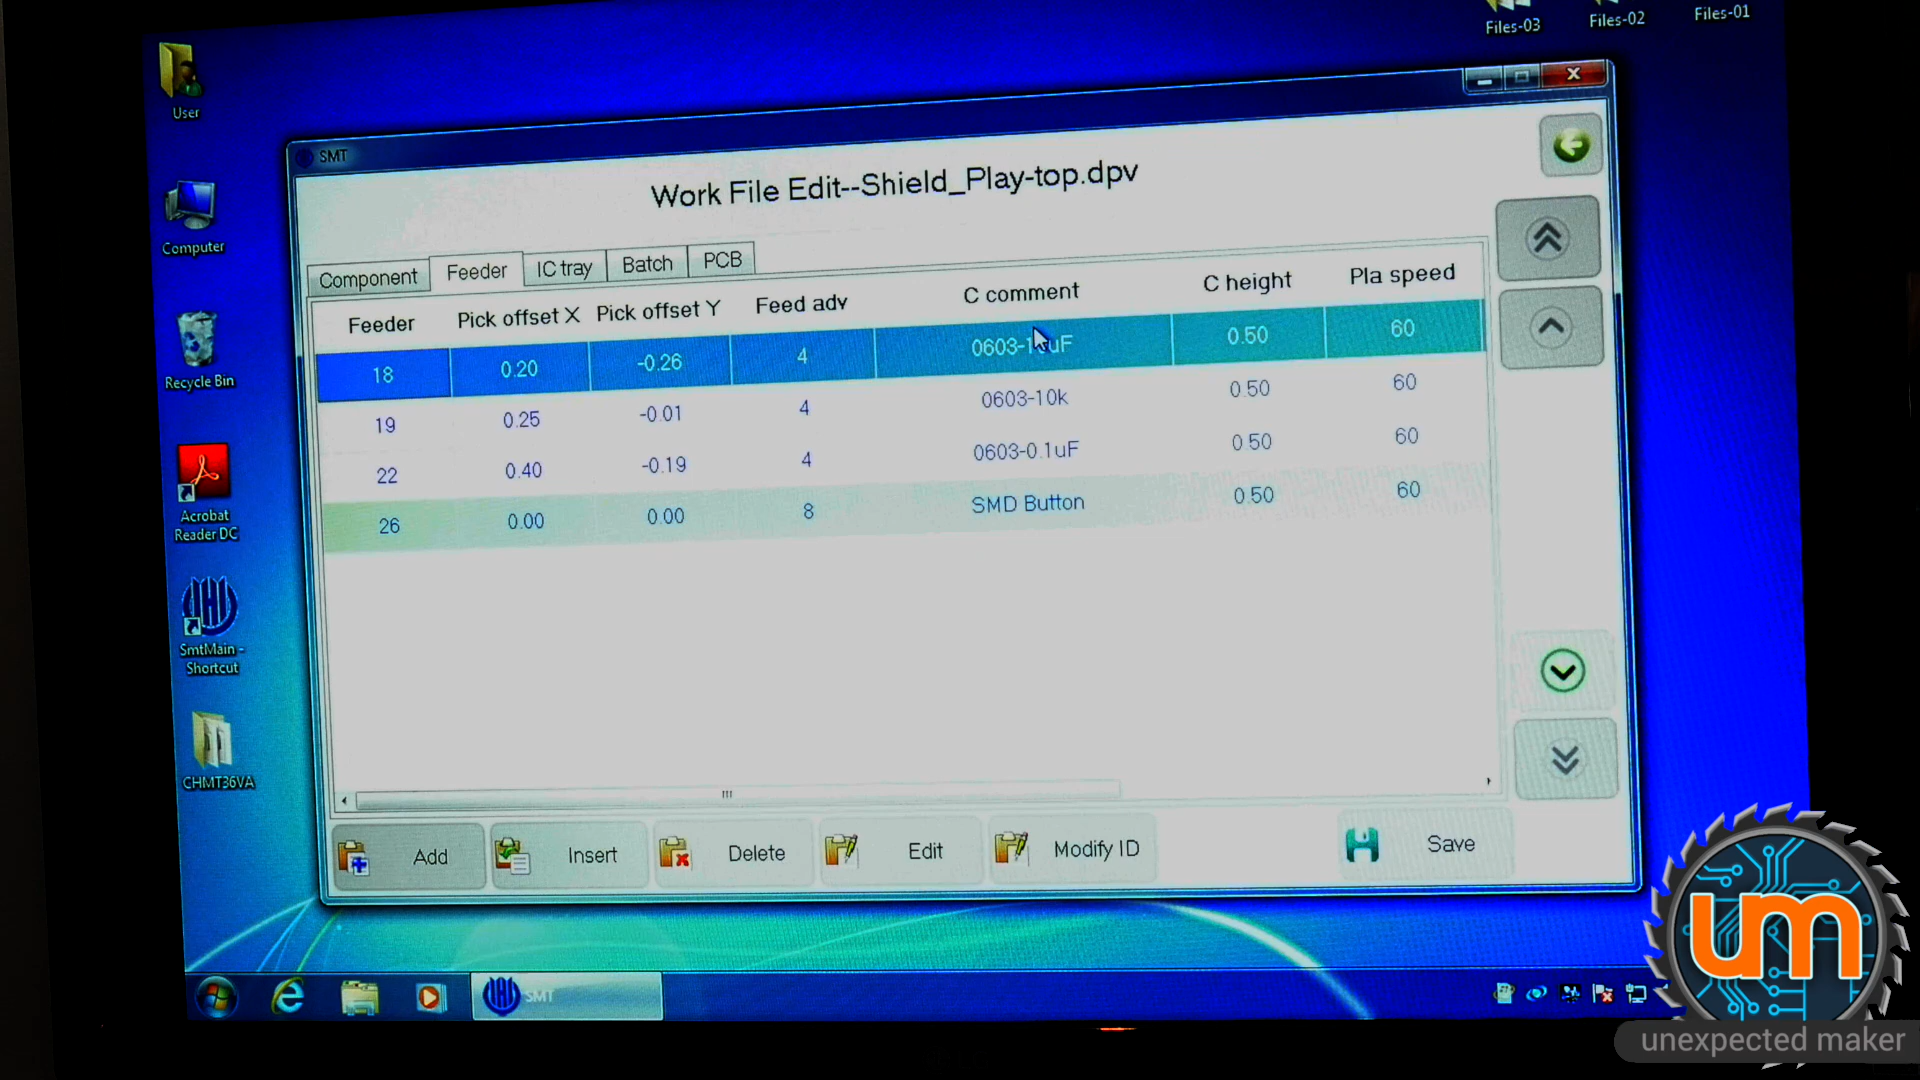 Files-03
Files-02
Files-01
User
Computer
Recycle Bin
Acrobat
Reader DC
SmtMain -
Shortcut
CHMT36VA
SMT
Work File Edit--Shield_Play-top.dpv
Component
Feeder
IC tray
Batch
PCB
Feeder Pick offset X Pick offset Y Feed adv C comment C height Pla speed
18 0.20 -0.26 4 0.50 60
19 0.25 -0.01 4 0603-10k 0.50 60
22 0.40 -0.19 4 0603-0.1uF 0.50 60
26 0.00 0.00 8 SMD Button 0.50 60
Add
Insert
Delete
Edit
Modify ID
Save
SMT
um
unexpected maker